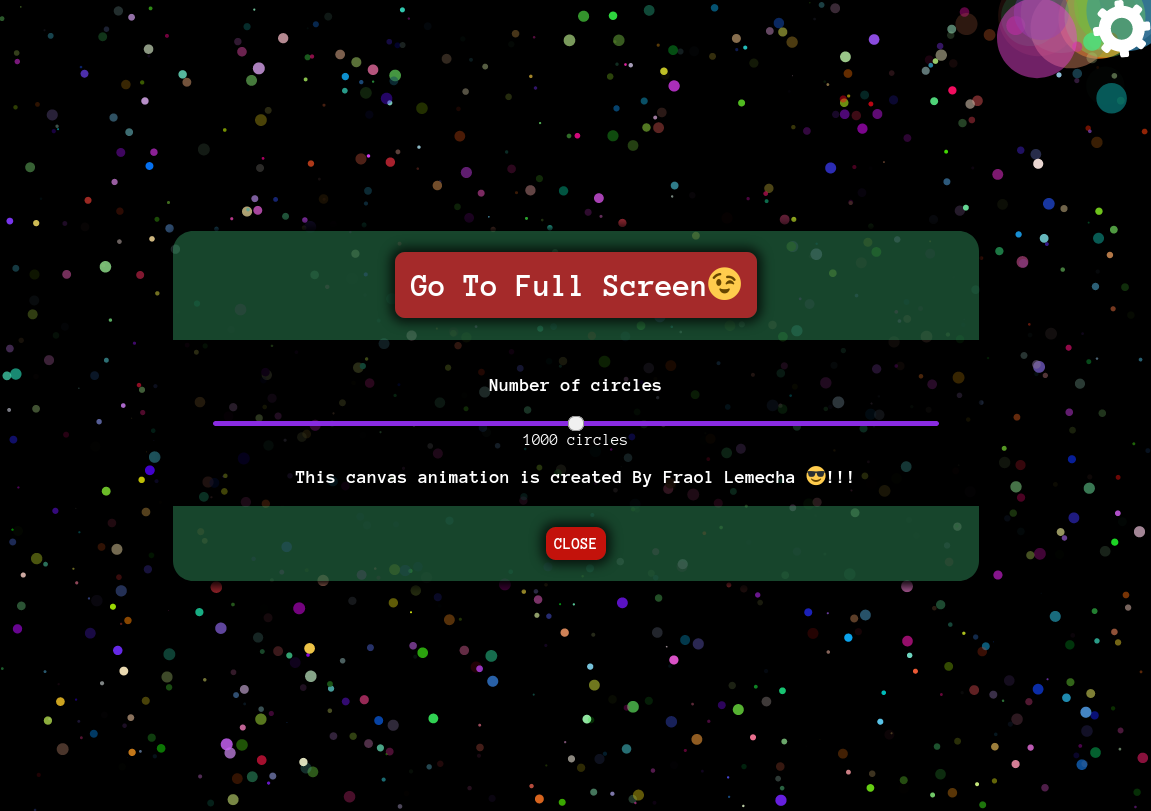 Go To Full Screen😉
Number of circles
1000 circles
This canvas animation is created By Fraol Lemecha 😎!!!
CLOSE